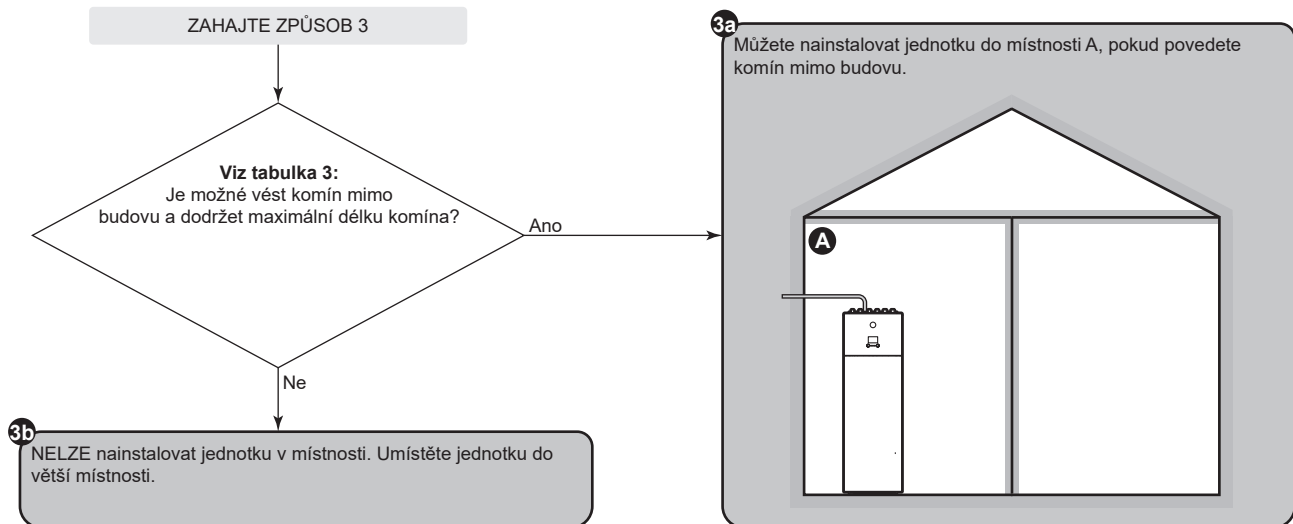 ZAHAJTE ZPŮSOB 3
Viz tabulka 3:
Je možné vést komín mimo
budovu a dodržet maximální délku komína?
Ano
Ne
3a
Můžete nainstalovat jednotku do místnosti A, pokud povedete
komín mimo budovu.
A
3b
NELZE nainstalovat jednotku v místnosti. Umístěte jednotku do
větší místnosti.